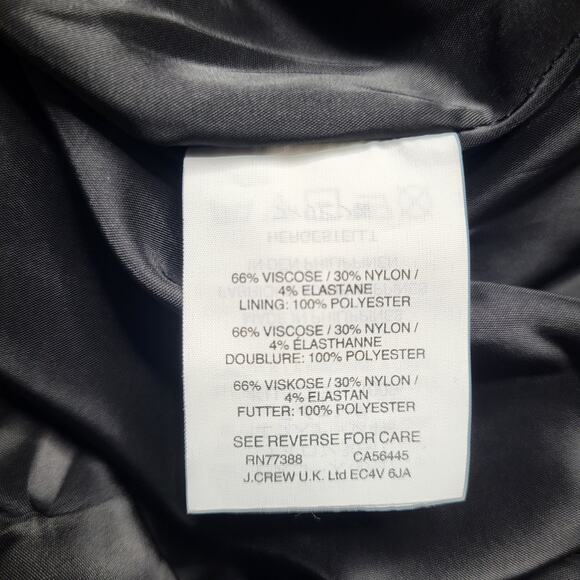 66% VISCOSE / 30% NYLON /
4% ELASTANE
LINING: 100% POLYESTER
66% VISCOSE / 30% NYLON /
4% ÉLASTHANNE
DOUBLURE: 100% POLYESTER
66% VISKOSE / 30% NYLON /
4% ELASTAN
FUTTER: 100% POLYESTER
SEE REVERSE FOR CARE
RN77388 CA56445
J.CREW U.K. Ltd EC4V 6JA